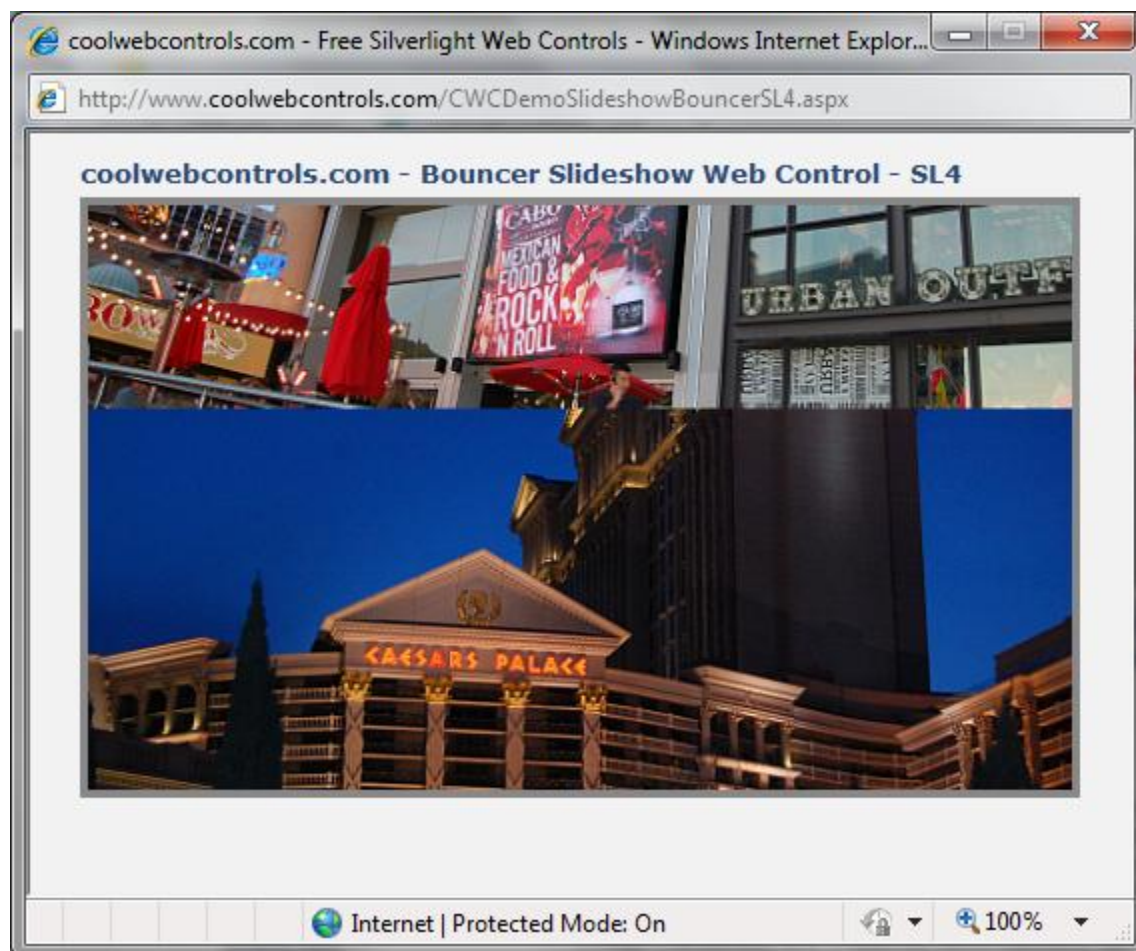 coolwebcontrols.com - Free Silverlight Web Controls - Windows Internet Explor...
http://www.coolwebcontrols.com/CWCDemoSlideshowBouncerSL4.aspx
coolwebcontrols.com - Bouncer Slideshow Web Control - SL4
CABO
MEXICAN
FOOD &
ROCK
'N ROLL
URBAN OUTF
CAESARS PALACE
Internet | Protected Mode: On
100%